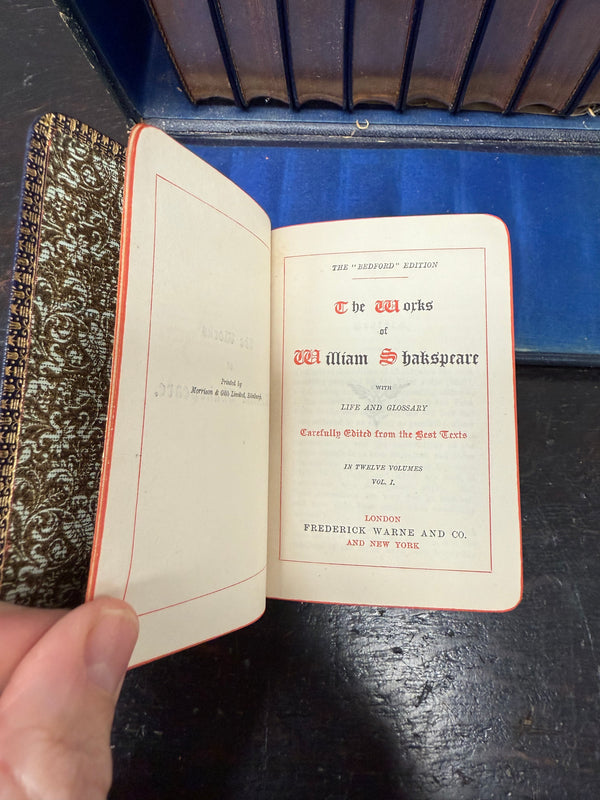 Printed by
Morrison & Gibb Limited, Edinburgh.
THE "BEDFORD" EDITION
The Works
of
William Shakspeare
WITH
LIFE AND GLOSSARY
Carefully Edited from the Best Texts
IN TWELVE VOLUMES
VOL. I.
LONDON
FREDERICK WARNE AND CO.
AND NEW YORK